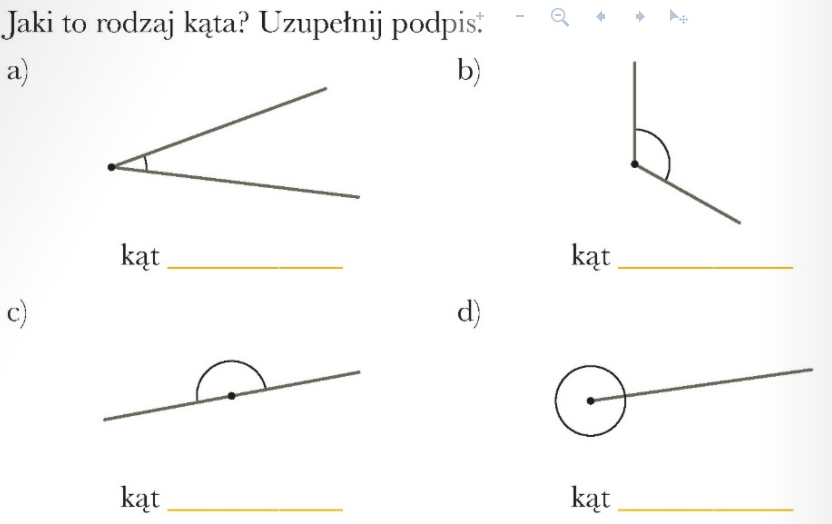 Jaki to rodzaj kąta? Uzupełnij podpis.
a)
b)
kąt
kąt
c)
d)
kąt
kąt